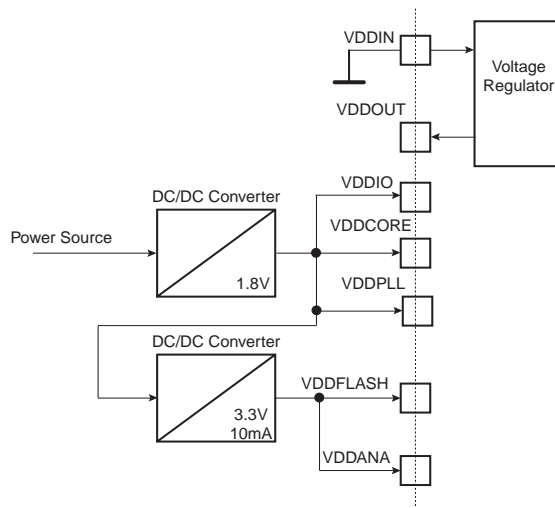 VDDIN
Voltage
Regulator
VDDOUT
VDDIO
DC/DC Converter
VDDCORE
Power Source
1.8V
VDDPLL
DC/DC Converter
VDDFLASH
3.3V
10mA
VDDANA